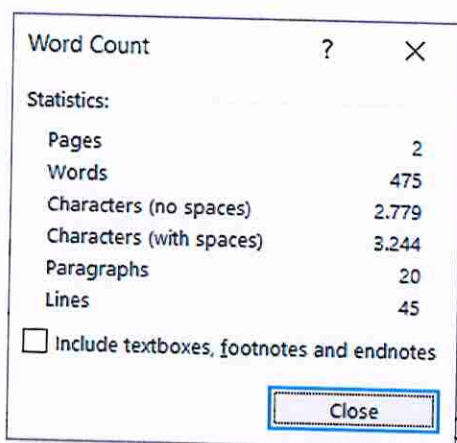 Word Count ? ×
Statistics:
Pages 2
Words 475
Characters (no spaces) 2.779
Characters (with spaces) 3.244
Paragraphs 20
Lines 45
Include textboxes, footnotes and endnotes
Close